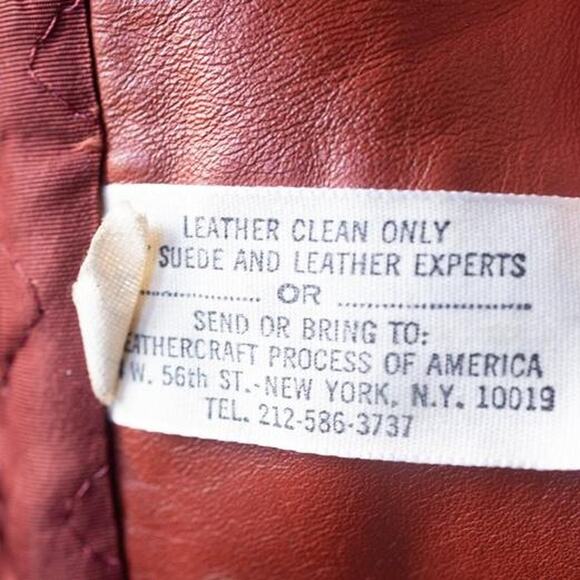 LEATHER CLEAN ONLY
SUEDE AND LEATHER EXPERTS
OR
SEND OR BRING TO:
EATHERCRAFT PROCESS OF AMERICA
W. 56th ST.-NEW YORK, N.Y. 10019
TEL. 212-586-3737